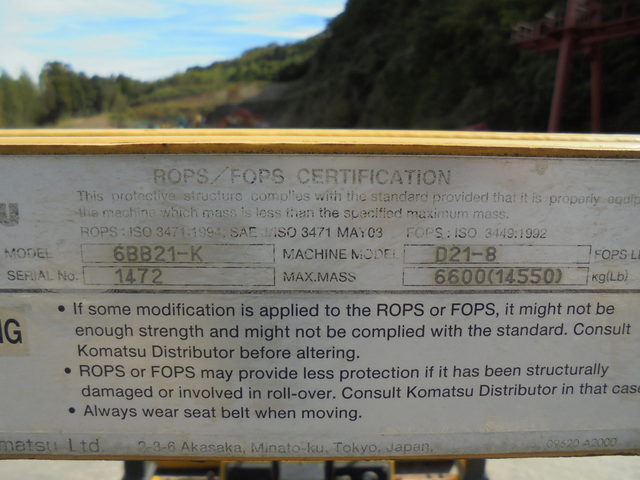 ROPS/FOPS CERTIFICATION
This protective structure complies with the standard provided that it is properly equip
the machine which mass is less than the specified maximum mass.
ROPS : ISO 3471:1994, SAE J/ISO 3471 MAY03 FOPS : ISO 3449:1992
MODEL 6BB21-K MACHINE MODEL D21-8 FOPS LE
SERIAL No. 1472 MAX.MASS 6600(14550) Kg(Lb)
NG
• If some modification is applied to the ROPS or FOPS, it might not be
enough strength and might not be complied with the standard. Consult
Komatsu Distributor before altering.
• ROPS or FOPS may provide less protection if it has been structurally
damaged or involved in roll-over. Consult Komatsu Distributor in that case
• Always wear seat belt when moving.
matsu Ltd. 2-3-6 Akasaka, Minato-ku, Tokyo, Japan. 09620-A2000